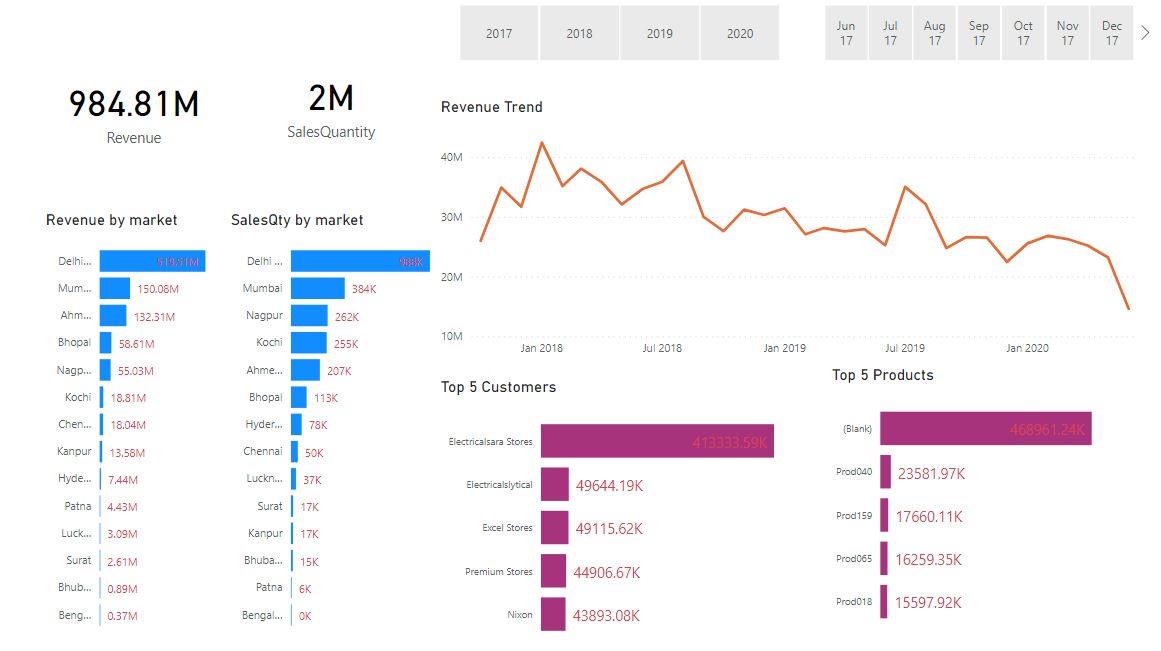 2017
2018
2019
2020
Jun
17
Jul
17
Aug
17
Sep
17
Oct
17
Nov
17
Dec
17
984.81M
Revenue
2M
SalesQuantity
Revenue Trend
40M
30M
20M
10M
Jan 2018
Jul 2018
Jan 2019
Jul 2019
Jan 2020
Revenue by market
Delhi... 519.51M
Mum... 150.08M
Ahm... 132.31M
Bhopal 58.61M
Nagp... 55.03M
Kochi 18.81M
Chen... 18.04M
Kanpur 13.58M
Hyde... 7.44M
Patna 4.43M
Luck... 3.09M
Surat 2.61M
Bhub... 0.89M
Beng... 0.37M
SalesQty by market
Delhi ... 988K
Mumbai 384K
Nagpur 262K
Kochi 255K
Ahme... 207K
Bhopal 113K
Hyder... 78K
Chennai 50K
Luckn... 37K
Surat 17K
Kanpur 17K
Bhuba... 15K
Patna 6K
Bengal... 0K
Top 5 Customers
Electricalsara Stores 413333.59K
Electricalslytical 49644.19K
Excel Stores 49115.62K
Premium Stores 44906.67K
Nixon 43893.08K
Top 5 Products
(Blank) 468961.24K
Prod040 23581.97K
Prod159 17660.11K
Prod065 16259.35K
Prod018 15597.92K